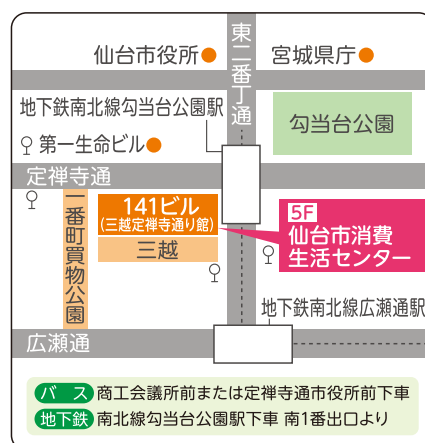 仙台市役所
宮城県庁
東二番丁通
地下鉄南北線勾当台公園駅
勾当台公園
第一生命ビル
定禅寺通
一番町買物公園
141ビル
(三越定禅寺通り館)
三越
5F
仙台市消費
生活センター
地下鉄南北線広瀬通駅
広瀬通
バス 商工会議所前または定禅寺通市役所前下車
地下鉄 南北線勾当台公園駅下車 南1番出口より